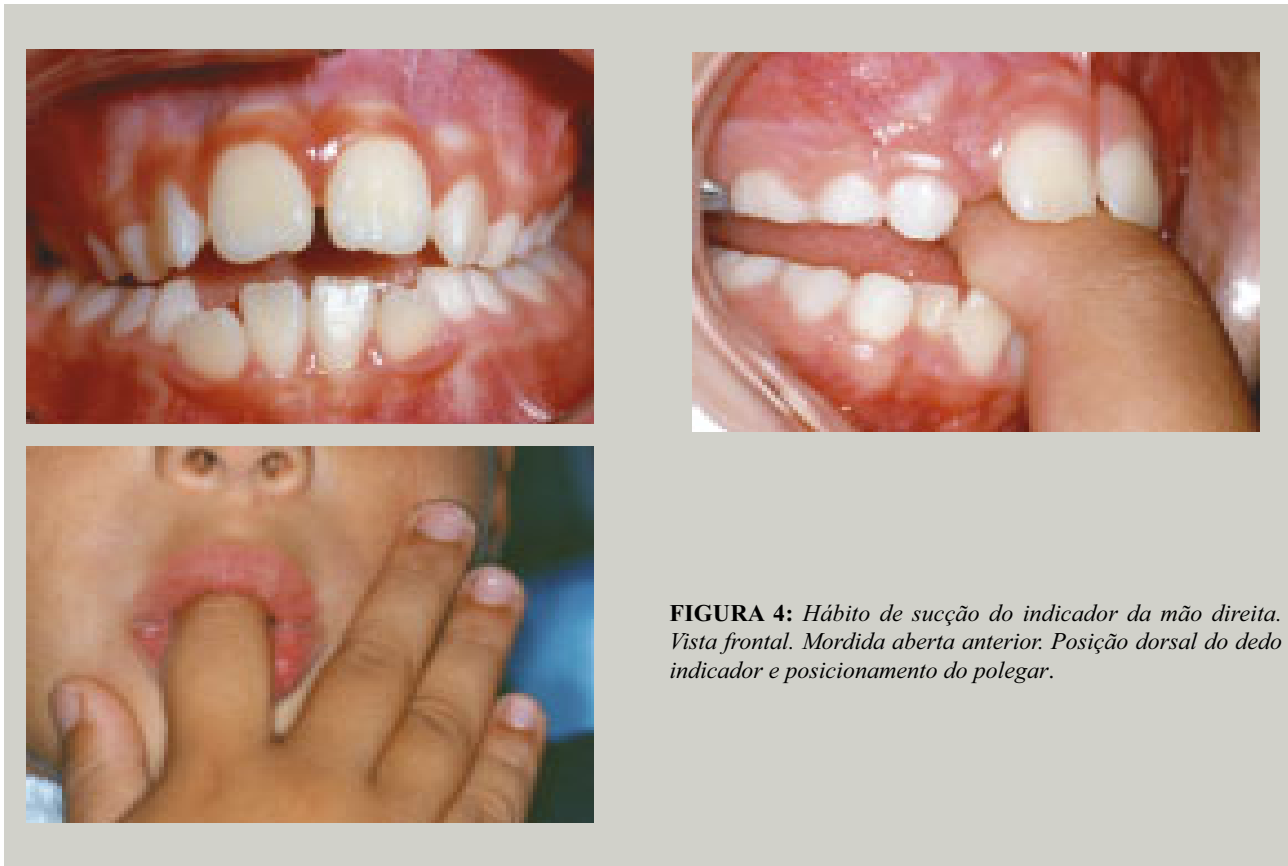 FIGURA 4: Hábito de sucção do indicador da mão direita.
Vista frontal. Mordida aberta anterior. Posição dorsal do dedo
indicador e posicionamento do polegar.